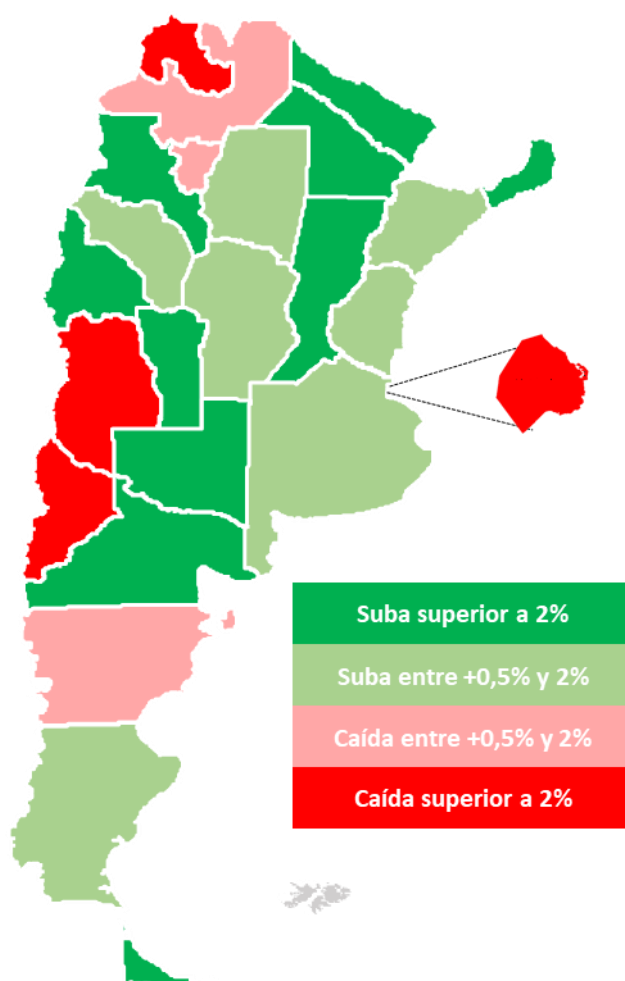 Suba superior a 2%
Suba entre +0,5% y 2%
Caída entre +0,5% y 2%
Caída superior a 2%